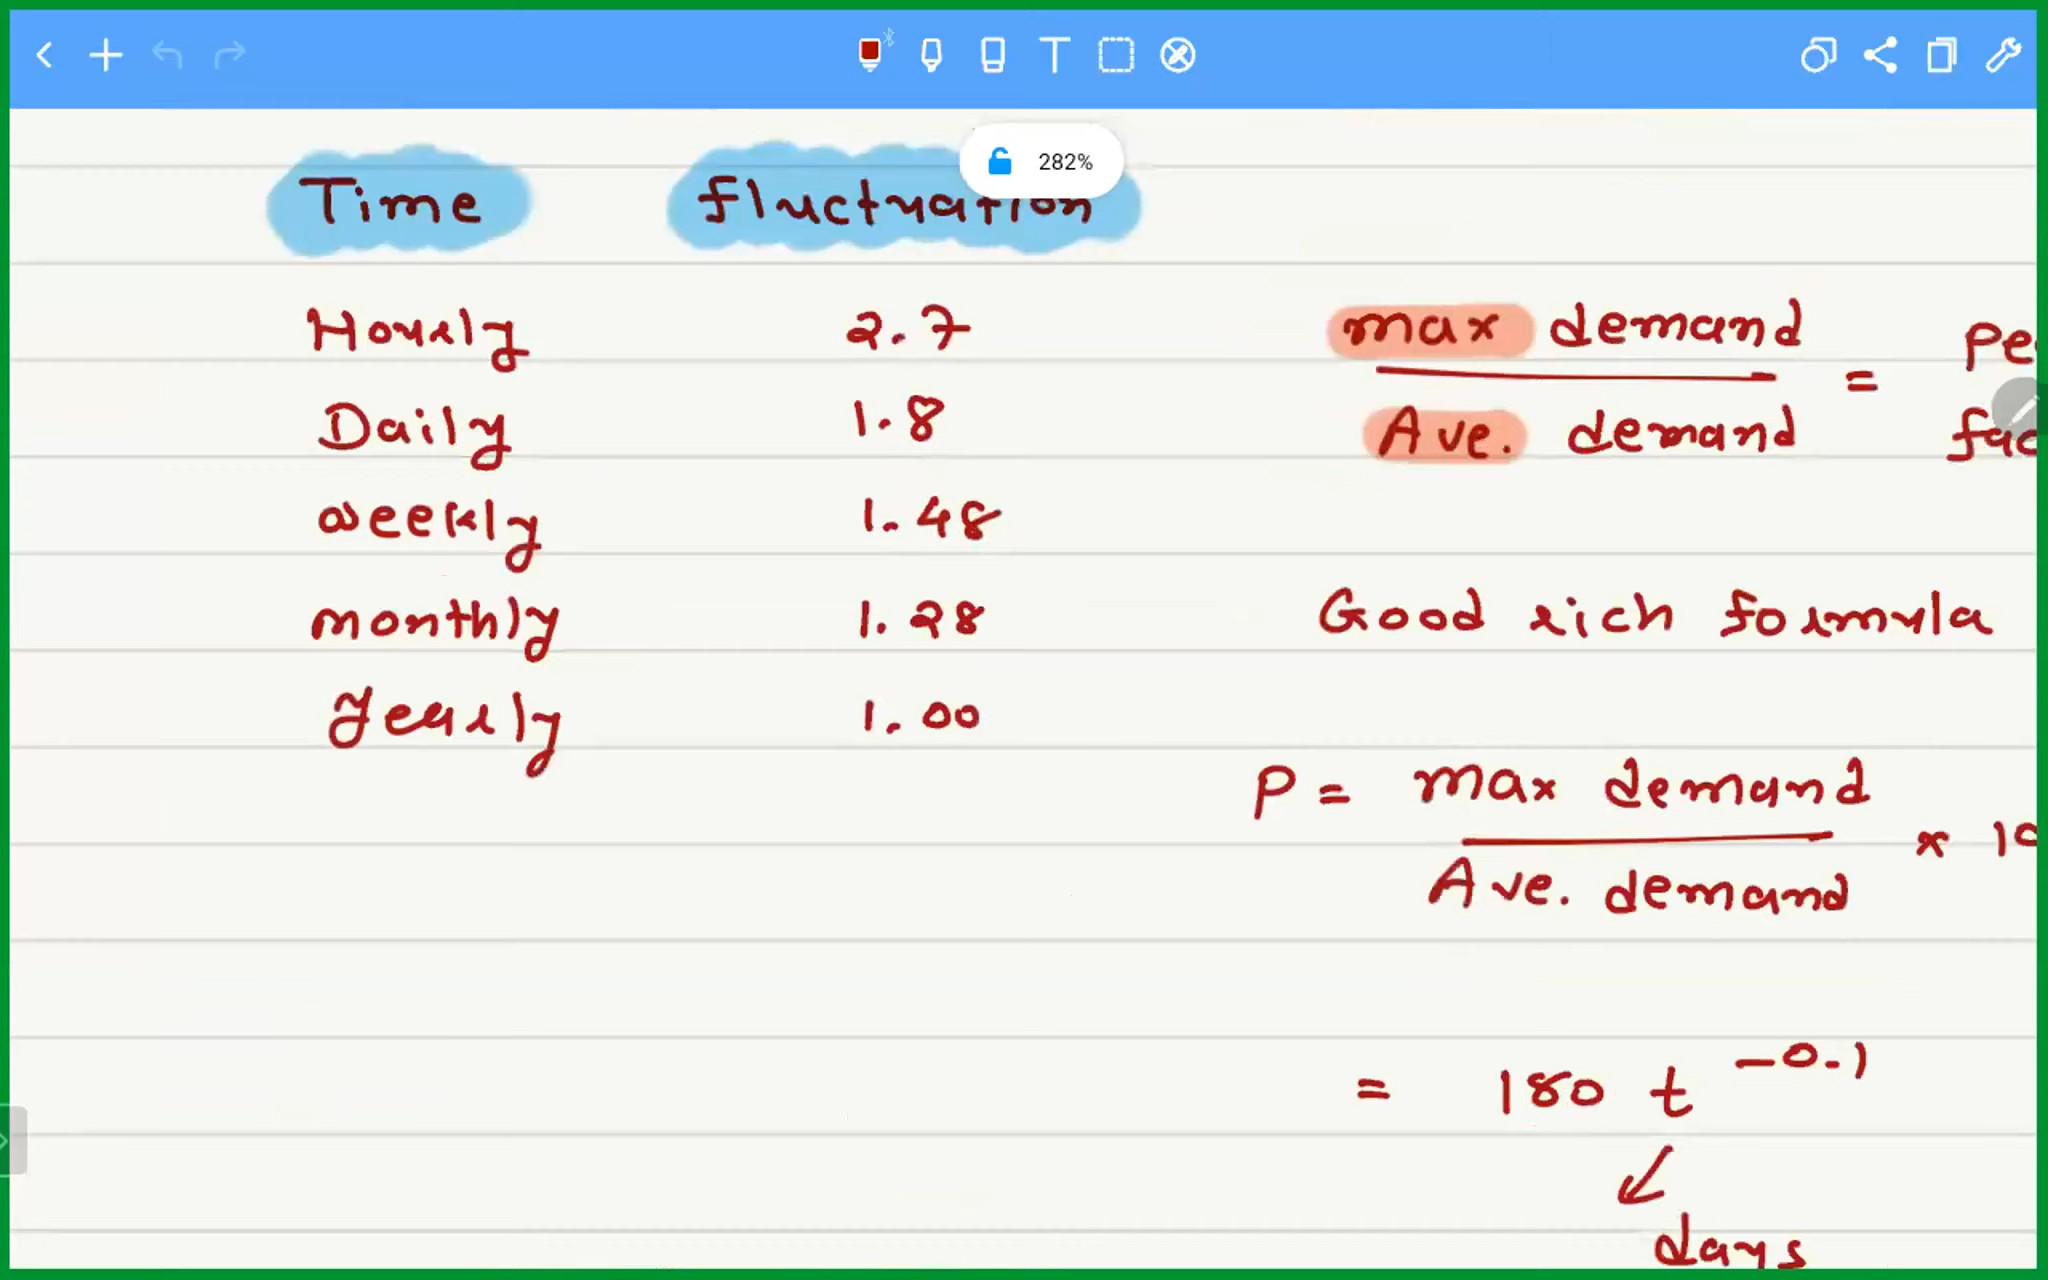 282%
Time fluctuation
Hourly 2.7
Daily 1.8
weekly 1.48
monthly 1.28
Yearly 1.00
max demand
Ave. demand
=
Good rich formula
P = max demand
Ave. demand
x 10
= 180 t -0.1
days